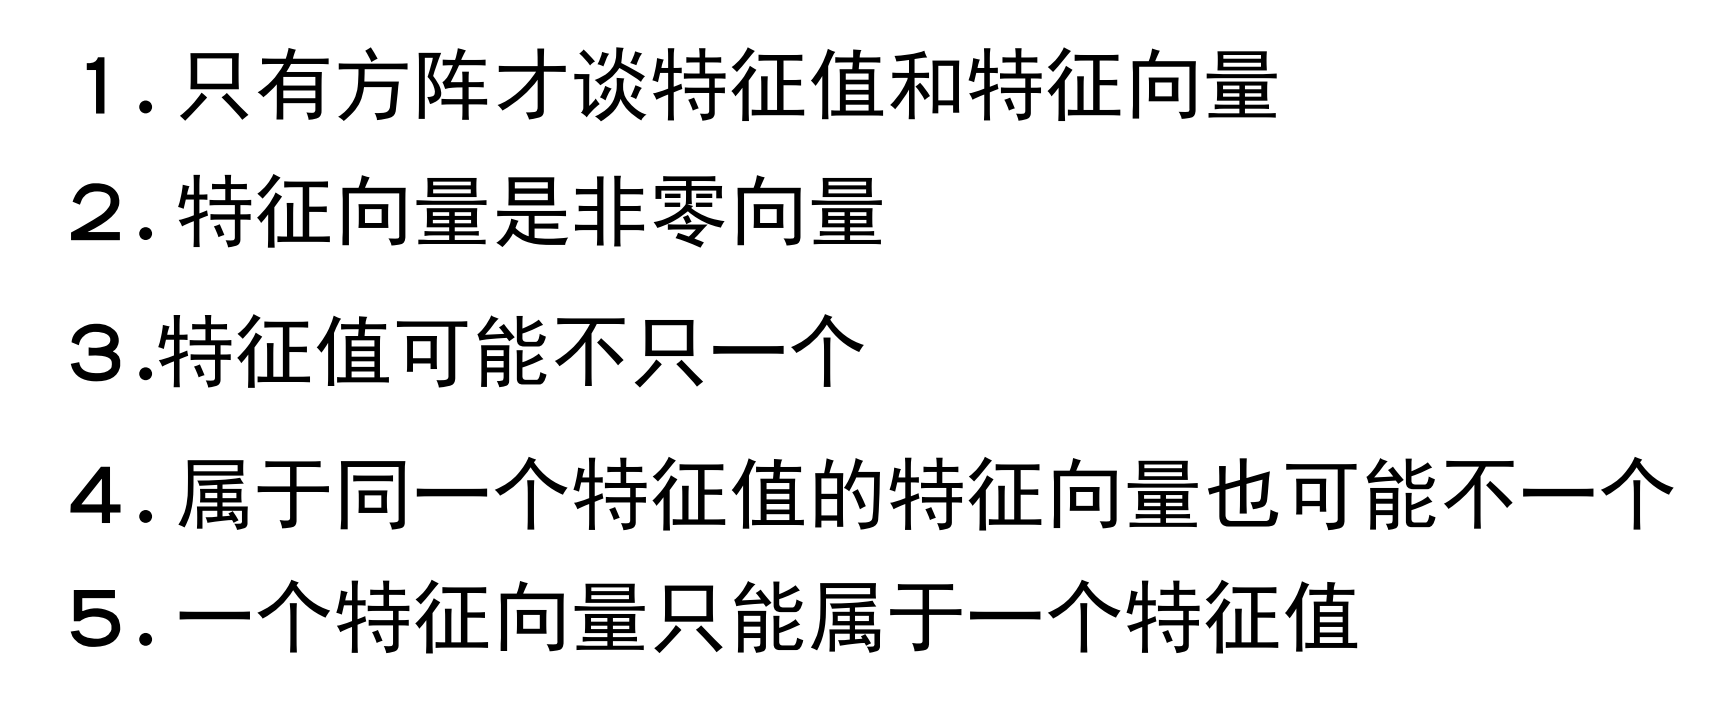 1.只有方阵才谈特征值和特征向量
2.特征向量是非零向量
3.特征值可能不只一个
4.属于同一个特征值的特征向量也可能不一个
5.一个特征向量只能属于一个特征值